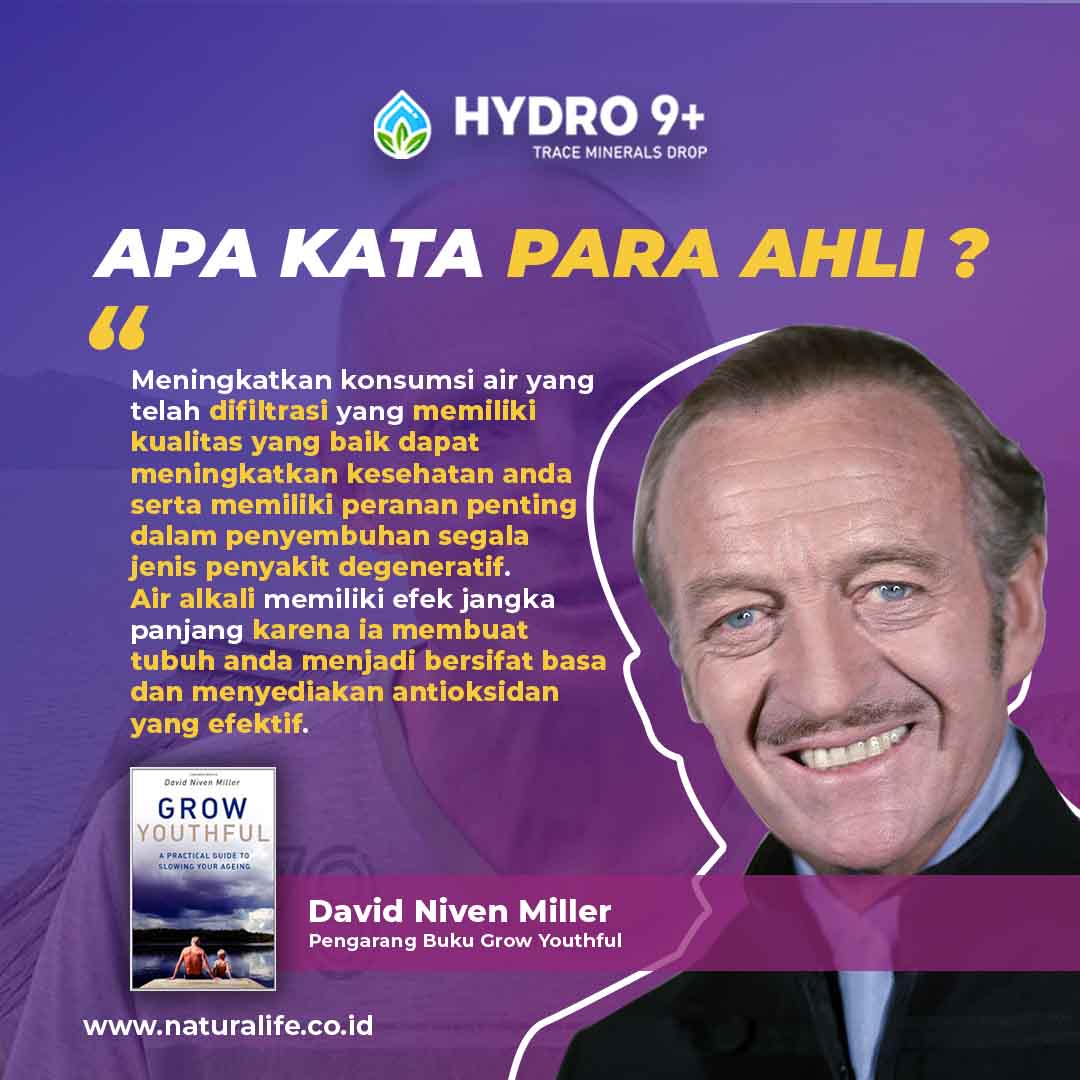 HYDRO 9+
TRACE MINERALS DROP
APA KATA PARA AHLI ?
“
Meningkatkan konsumsi air yang
telah difiltrasi yang memiliki
kualitas yang baik dapat
meningkatkan kesehatan anda
serta memiliki peranan penting
dalam penyembuhan segala
jenis penyakit degeneratif.
Air alkali memiliki efek jangka
panjang karena ia membuat
tubuh anda menjadi bersifat basa
dan menyediakan antioksidan
yang efektif.
David Niven Miller
GROW
YOUTHFUL
A PRACTICAL GUIDE TO
SLOWING YOUR AGEING
David Niven Miller
Pengarang Buku Grow Youthful
www.naturalife.co.id